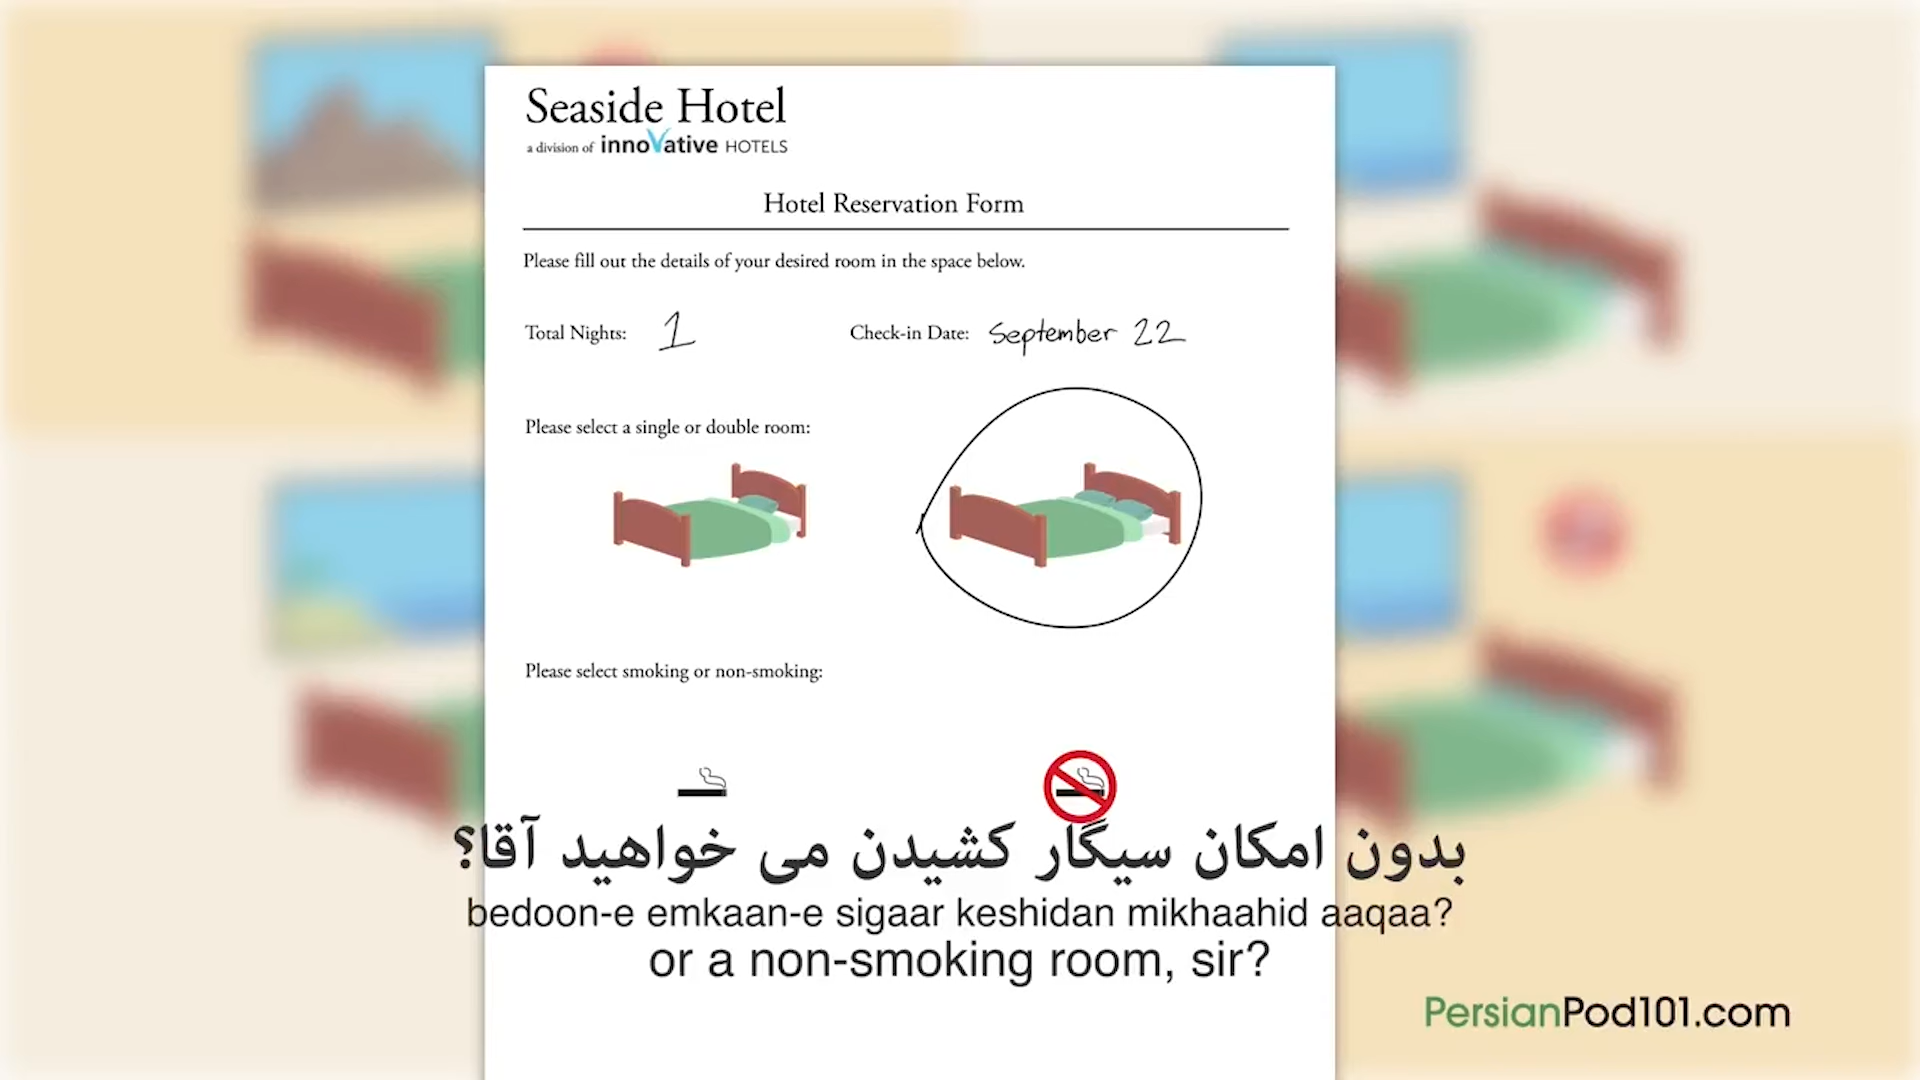 Seaside Hotel
a division of innoVative HOTELS
Hotel Reservation Form
Please fill out the details of your desired room in the space below.
Total Nights: 1 Check-in Date: September 22
Please select a single or double room:
Please select smoking or non-smoking:
بدون امکان سیگار کشیدن می خواهید آقا؟
bedoon-e emkaan-e sigaar keshidan mikhaahid aaqaa?
or a non-smoking room, sir?
PersianPod101.com